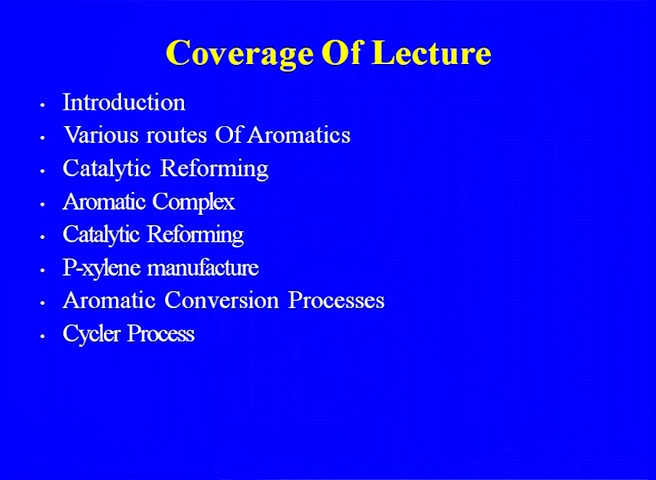 Coverage Of Lecture
• Introduction
• Various routes Of Aromatics
• Catalytic Reforming
• Aromatic Complex
• Catalytic Reforming
• P-xylene manufacture
• Aromatic Conversion Processes
• Cycler Process